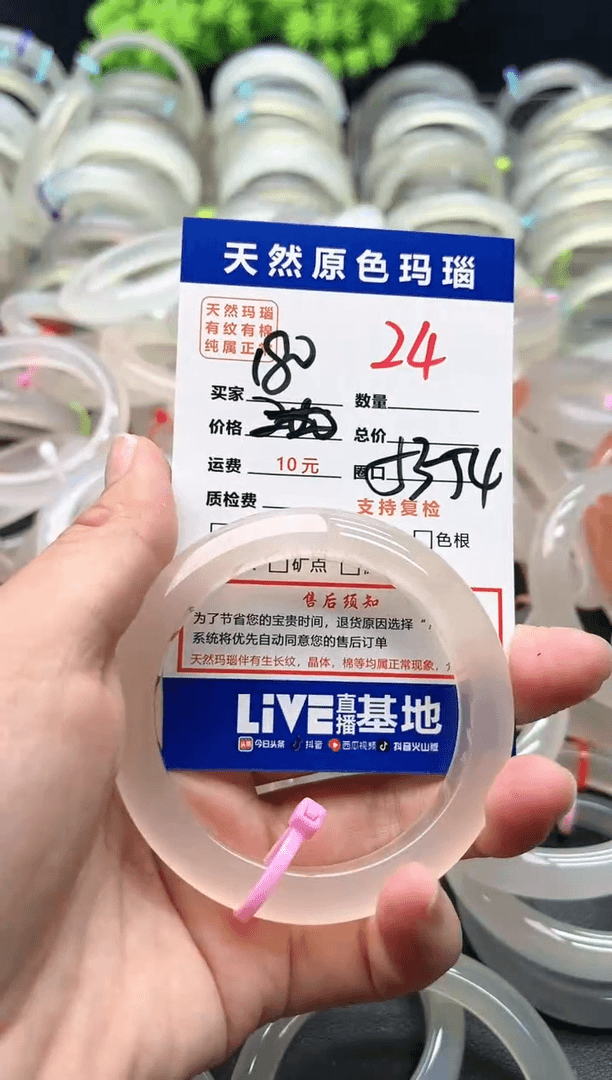 天然原色玛瑙
天然玛瑙
有纹有棉
纯属正
180
24
买家
数量
价格
总价
运费 10元
圈口 5354
质检费
支持复检
色根
矿点
售后须知
为了节省您的宝贵时间，退货原因选择“
系统将优先自动同意您的售后订单
天然玛瑙伴有生长纹，晶体，棉等均属正常现象，
LiVE直播基地
头条 今日头条 抖音 西瓜视频 抖音火山版